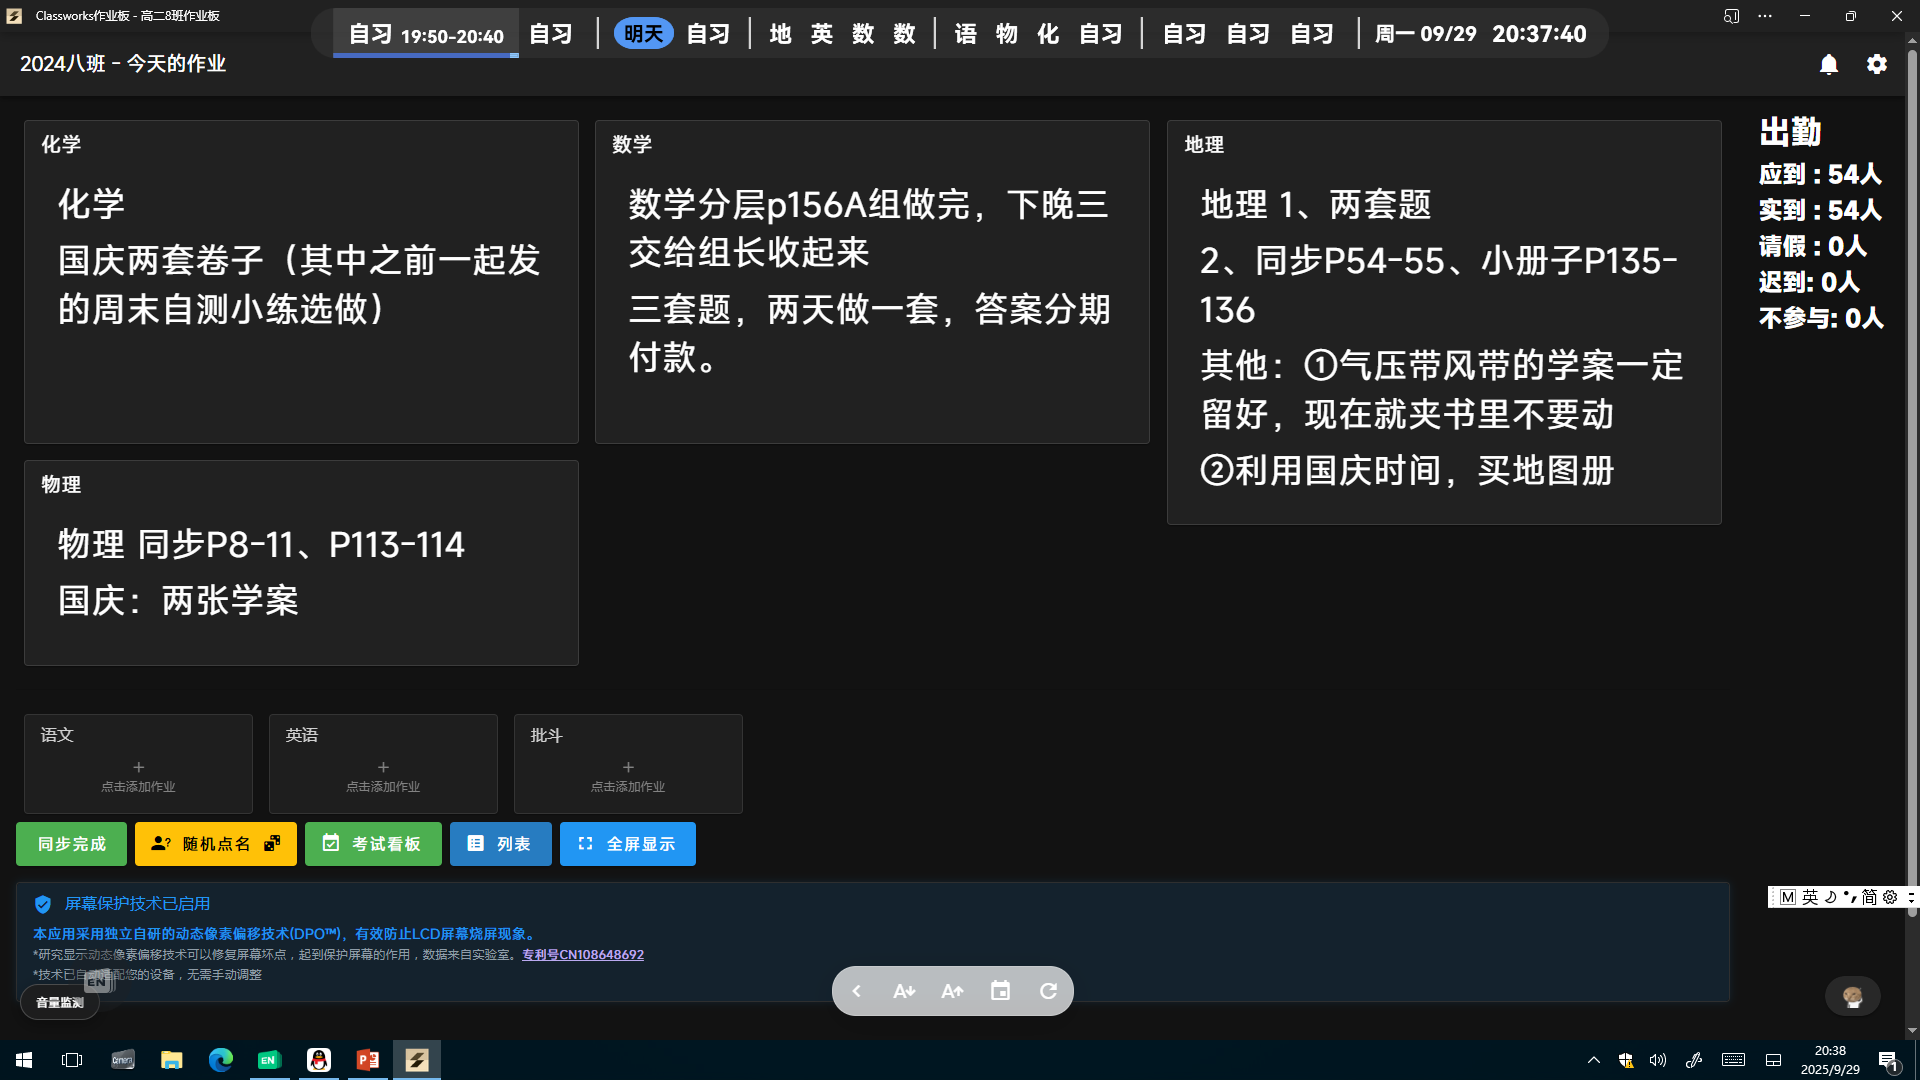 Classworks作业板 - 高二8班作业板
自习 19:50-20:40 自习 明天 自习 地 英 数 数 语 物 化 自习 自习 自习 自习 周一 09/29 20:37:40
2024八班 - 今天的作业
化学
化学
国庆两套卷子（其中之前一起发
的周末自测小练选做）
数学
数学分层p156A组做完，下晚三
交给组长收起来
三套题，两天做一套，答案分期
付款。
地理
地理 1、两套题
2、同步P54-55、小册子P135-
136
其他：①气压带风带的学案一定
留好，现在就夹书里不要动
②利用国庆时间，买地图册
出勤
应到 : 54人
实到 : 54人
请假 : 0人
迟到: 0人
不参与: 0人
物理
物理 同步P8-11、P113-114
国庆：两张学案
语文
+
点击添加作业
英语
+
点击添加作业
批斗
+
点击添加作业
同步完成 随机点名 考试看板 列表 全屏显示
屏幕保护技术已启用
本应用采用独立自研的动态像素偏移技术(DPO™)，有效防止LCD屏幕烧屏现象。
*研究显示动态像素偏移技术可以修复屏幕坏点，起到保护屏幕的作用，数据来自实验室。专利号CN108648692
*技术已自动适配您的设备，无需手动调整
EN
音量监测
M 英 简
EN
20:38
2025/9/29
1